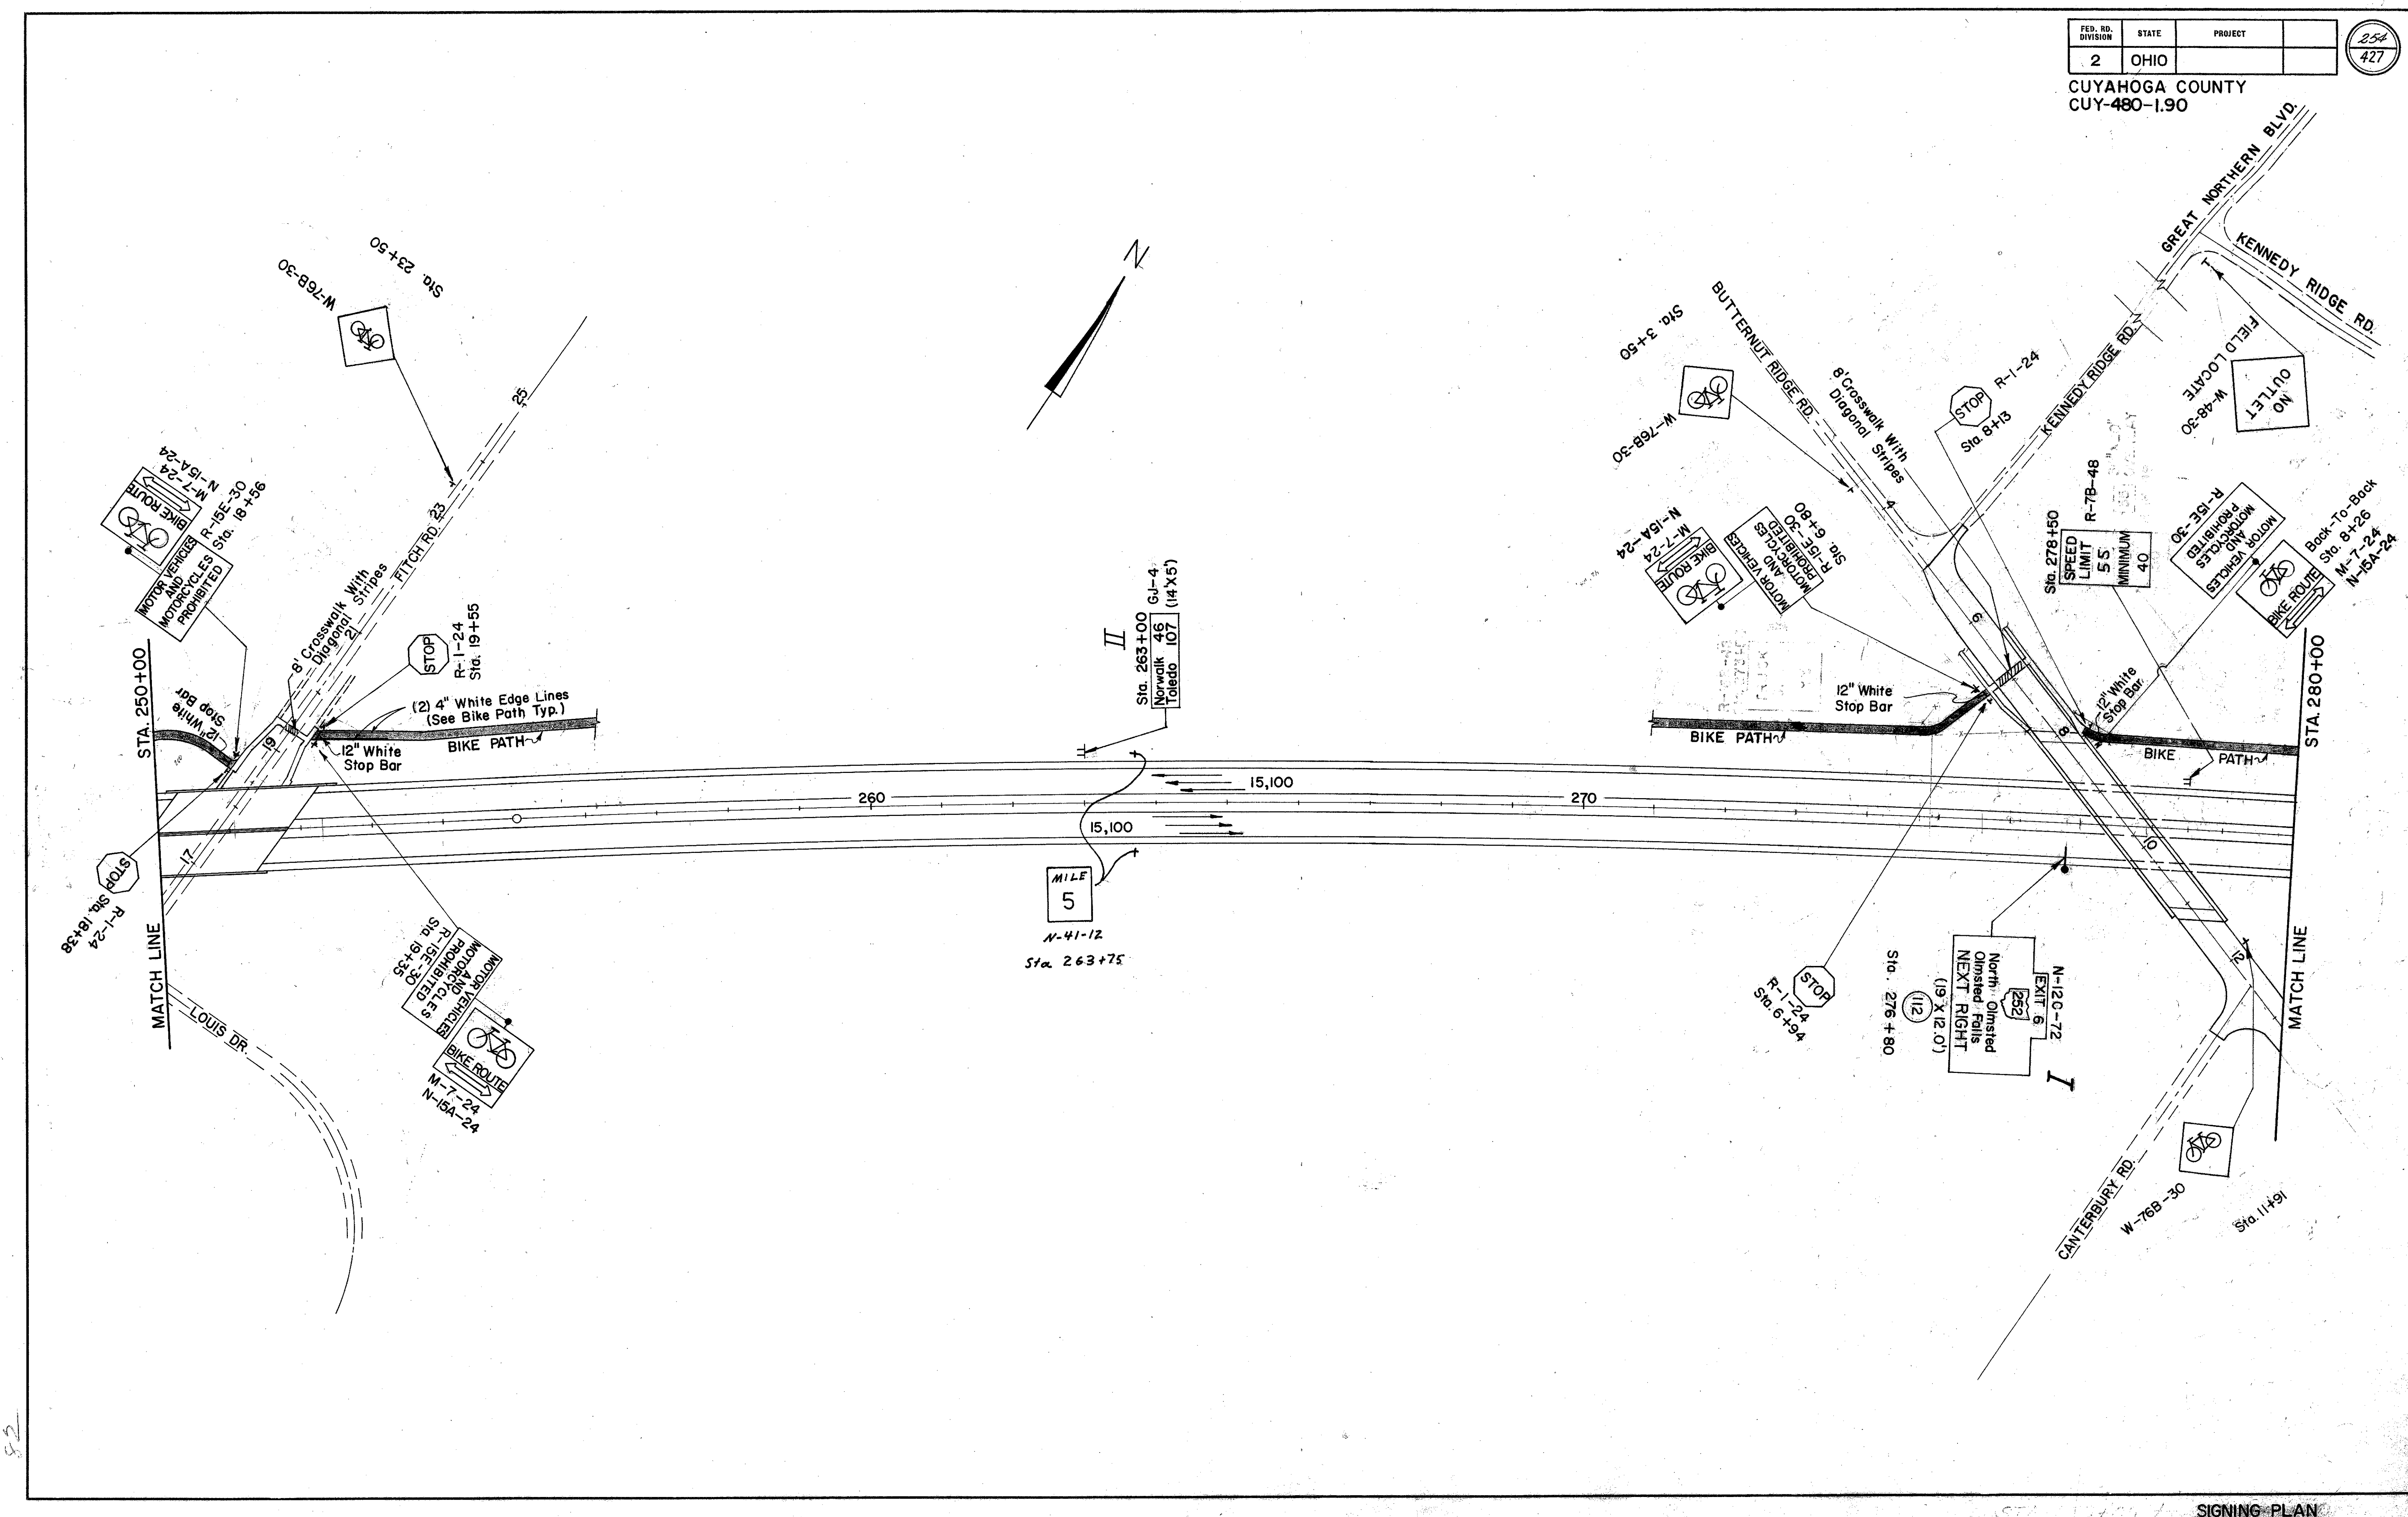 FED. RD. DIVISION
STATE
PROJECT
2
OHIO
254
427
CUYAHOGA COUNTY
CUY-480-1.90
GREAT NORTHERN BLVD.
KENNEDY RIDGE RD.
FIELD LOCATE
W-48-30
NO
OUTLET
KENNEDY RIDGE RD.
N
Sta. 23+50
W-76B-30
25
FITCH RD. 23
21
19
17
N-15A-24
M-7-24
BIKE ROUTE
R-15E-30
Sta. 18+56
MOTOR VEHICLES
AND
MOTORCYCLES
PROHIBITED
8' Crosswalk With
Diagonal Stripes
STOP
R-1-24
Sta. 19+55
STA. 250+00
12" White
Stop Bar
(2) 4" White Edge Lines
(See Bike Path Typ.)
BIKE PATH
12" White
Stop Bar
STOP
Sta. 18+38
R-1-24
MATCH LINE
LOUIS DR.
MOTOR VEHICLES
AND
MOTORCYCLES
PROHIBITED
R-15E-30
Sta. 19+35
BIKE ROUTE
M-7-24
N-15A-24
II
Sta. 263+00
GJ-4
(14'X5')
Norwalk 46
Toledo 107
260
270
15,100
15,100
MILE
5
N-41-12
Sta 263+75
Sta. 3+50
W-76B-30
BUTTERNUT RIDGE RD.
4
6
8
10
12
8' Crosswalk With
Diagonal Stripes
STOP
R-1-24
Sta. 8+13
N-15A-24
M-7-24
BIKE ROUTE
MOTOR VEHICLES
AND
MOTORCYCLES
PROHIBITED
R-15E-30
Sta. 6+80
Sta. 278+50
R-7B-48
SPEED
LIMIT
55
MINIMUM
40
R-15E-30
MOTOR VEHICLES
AND
MOTORCYCLES
PROHIBITED
Back-To-Back
Sta. 8+26
M-7-24
N-15A-24
BIKE ROUTE
12" White
Stop Bar
BIKE PATH
12" White
Stop Bar
BIKE PATH
STA. 280+00
MATCH LINE
STOP
R-1-24
Sta. 6+94
N-12C-72
EXIT 6
252
North Olmsted
Olmsted Falls
NEXT RIGHT
(19 X 12.0')
112
Sta. 276+80
I
CANTERBURY RD.
W-76B-30
Sta. 11+91
82
SIGNING PLAN